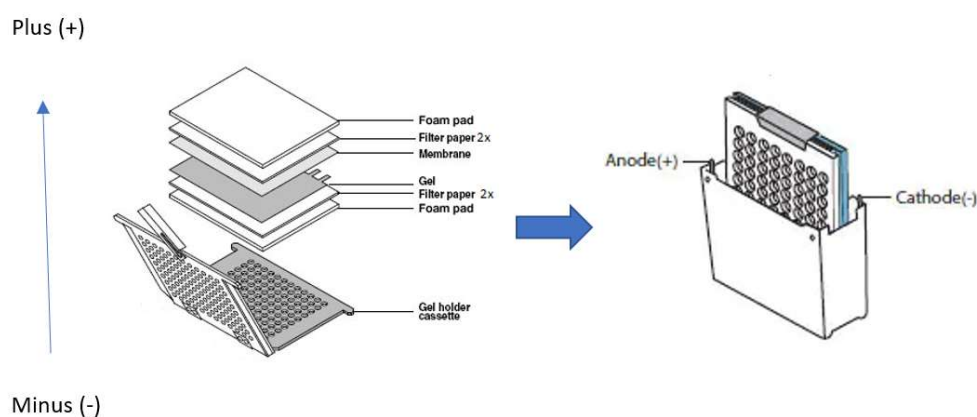 Plus (+)
Foam pad
Filter paper 2x
Membrane
Gel
Filter paper 2x
Foam pad
Gel holder
cassette
Anode(+)
Cathode(-)
Minus (-)